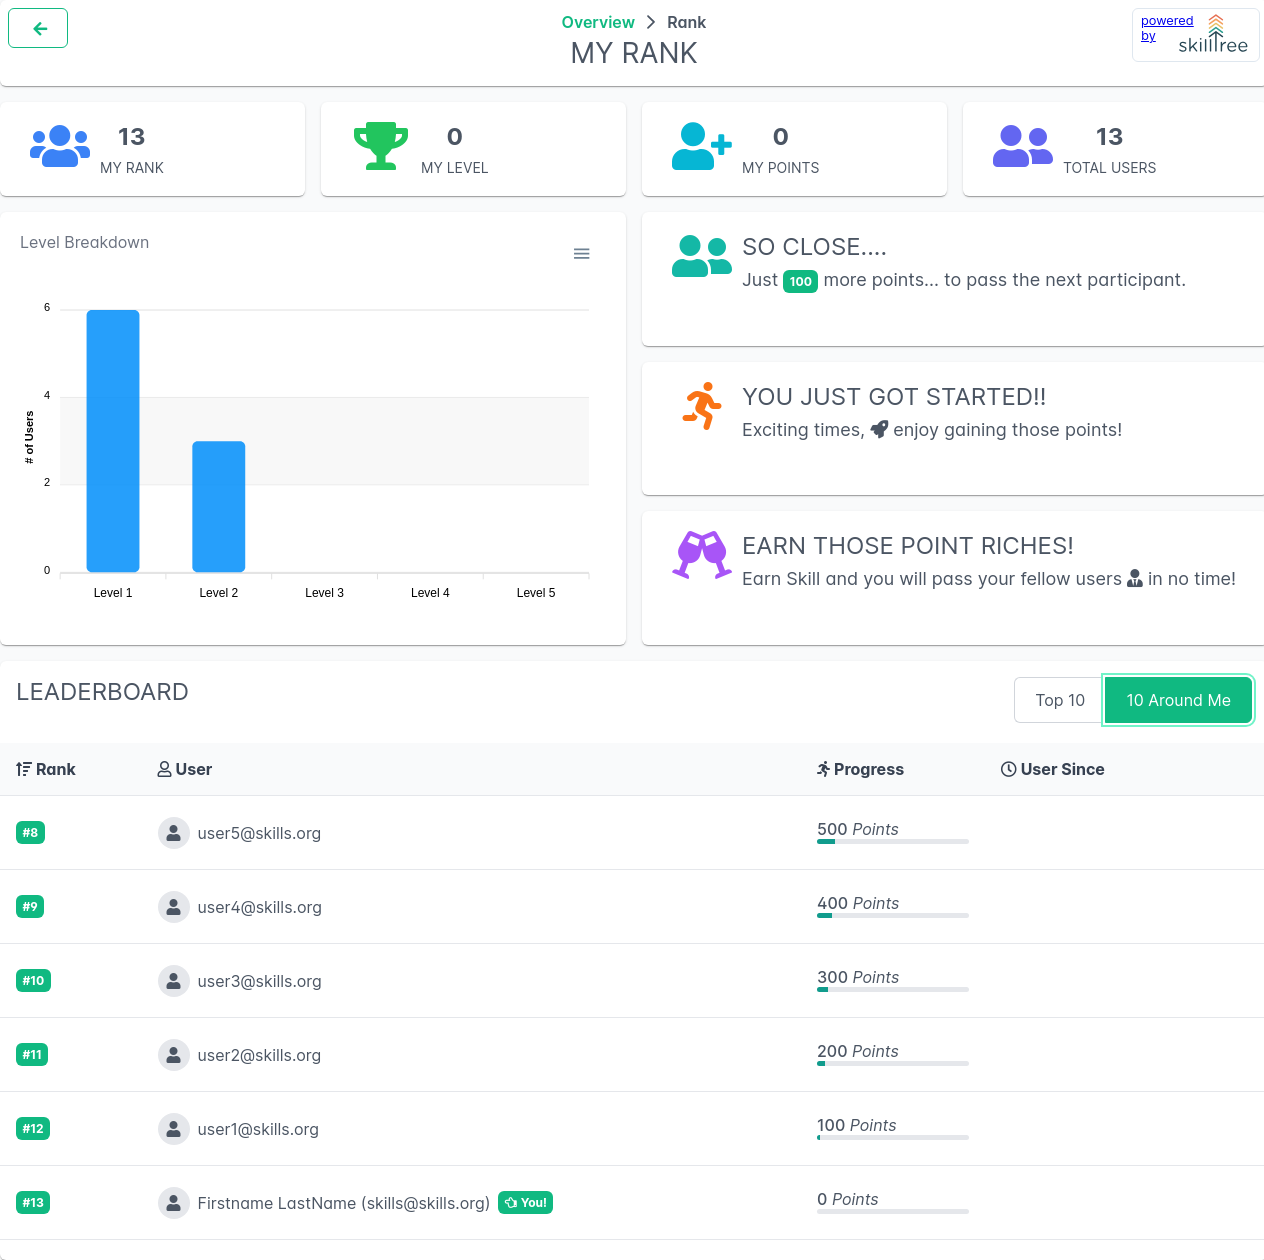 Overview > Rank
MY RANK
powered
by
skilltree
13
MY RANK
0
MY LEVEL
0
MY POINTS
13
TOTAL USERS
Level Breakdown
6
4
2
0
# of Users
Level 1 Level 2 Level 3 Level 4 Level 5
SO CLOSE....
Just 100 more points... to pass the next participant.
YOU JUST GOT STARTED!!
Exciting times, enjoy gaining those points!
EARN THOSE POINT RICHES!
Earn Skill and you will pass your fellow users in no time!
LEADERBOARD
Top 10 10 Around Me
Rank User Progress User Since
#8 user5@skills.org 500 Points
#9 user4@skills.org 400 Points
#10 user3@skills.org 300 Points
#11 user2@skills.org 200 Points
#12 user1@skills.org 100 Points
#13 Firstname LastName (skills@skills.org) You! 0 Points